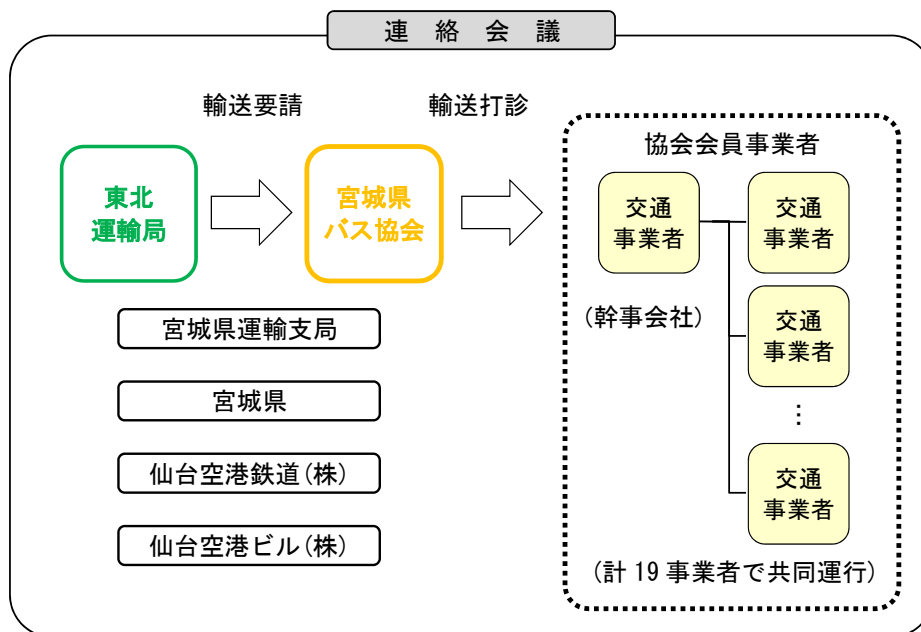 連絡会議
輸送要請
輸送打診
東北
運輸局
宮城県
バス協会
協会会員事業者
交通
事業者
交通
事業者
(幹事会社)
交通
事業者
⋮
交通
事業者
(計 19 事業者で共同運行)
宮城県運輸支局
宮城県
仙台空港鉄道(株)
仙台空港ビル(株)